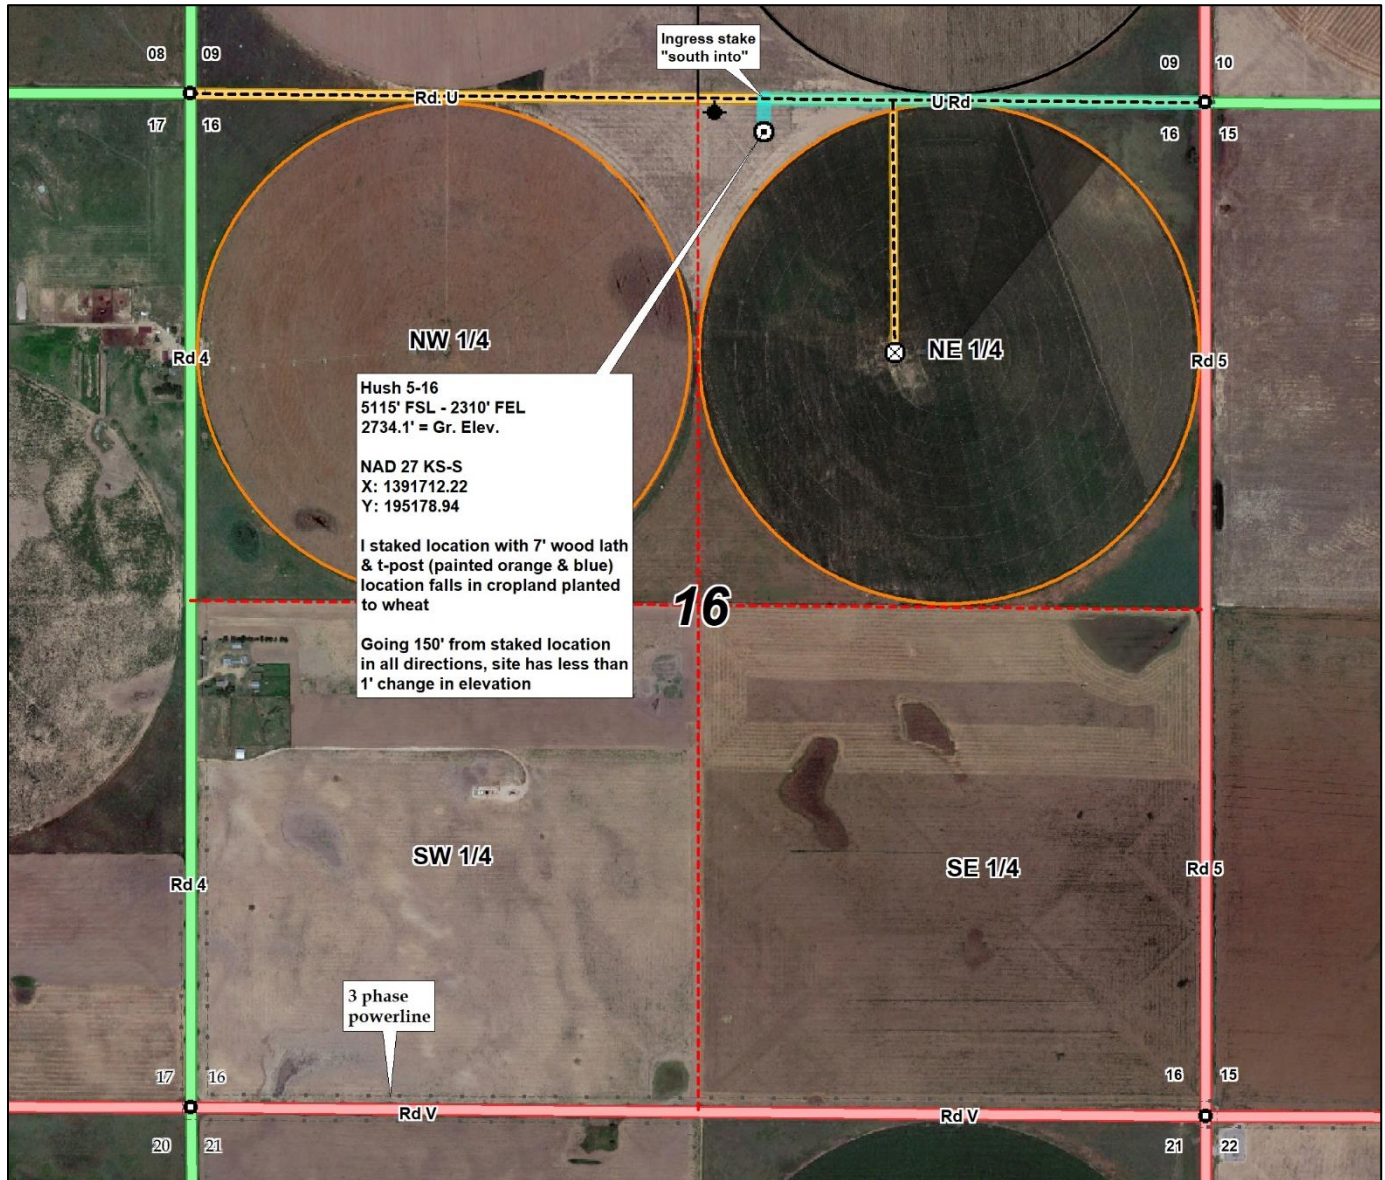 Ingress stake
"south into"
08 09
09 10
Rd. U
U Rd
17 16
16 15
NW 1/4
NE 1/4
Rd 4
Rd 5
Hush 5-16
5115' FSL - 2310' FEL
2734.1' = Gr. Elev.
NAD 27 KS-S
X: 1391712.22
Y: 195178.94
I staked location with 7' wood lath
& t-post (painted orange & blue)
location falls in cropland planted
to wheat
Going 150' from staked location
in all directions, site has less than
1' change in elevation
16
SW 1/4
SE 1/4
Rd 4
Rd 5
3 phase
powerline
17 16
16 15
Rd V
Rd V
20 21
21 22